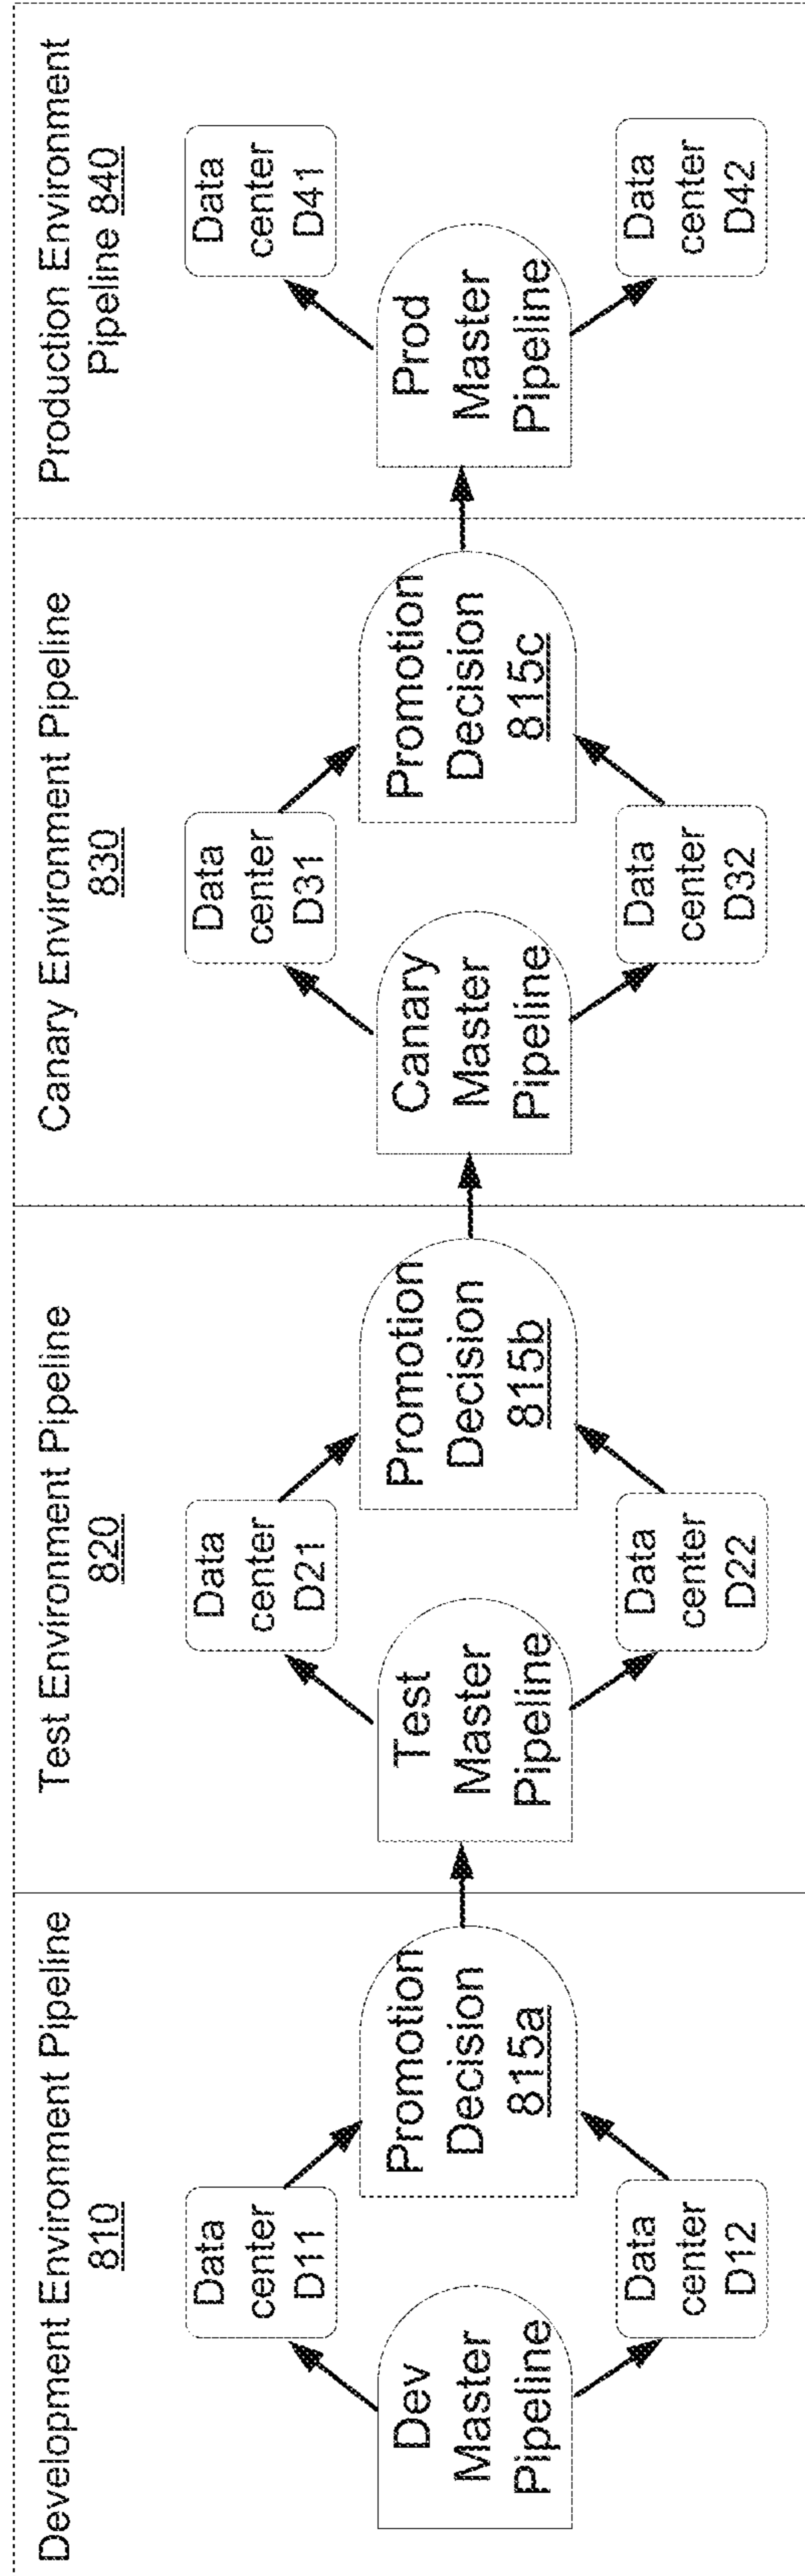 Development Environment Pipeline
810
Data
center
D11
Dev
Master
Pipeline
Promotion
Decision
815a
Data
center
D12
Test Environment Pipeline
820
Data
center
D21
Test
Master
Pipeline
Promotion
Decision
815b
Data
center
D22
Canary Environment Pipeline
830
Data
center
D31
Canary
Master
Pipeline
Promotion
Decision
815c
Data
center
D32
Production Environment
Pipeline 840
Data
center
D41
Prod
Master
Pipeline
Data
center
D42